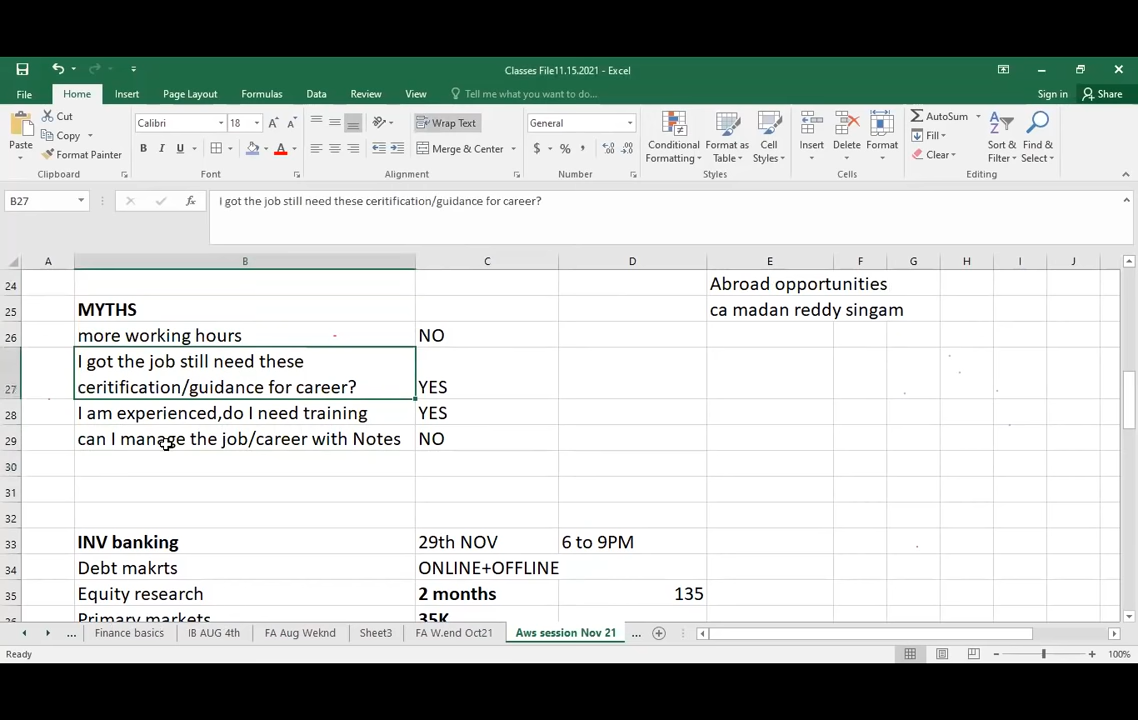 Classes File11.15.2021 - Excel
File Home Insert Page Layout Formulas Data Review View Tell me what you want to do... Sign in Share
Paste Cut Copy Format Painter Clipboard
Calibri 18 A A B I U A Font
Wrap Text Merge & Center Alignment
General $ % , Number
Conditional Formatting Format as Table Cell Styles Styles
Insert Delete Format Cells
AutoSum Fill Clear Sort & Filter Find & Select Editing
B27 fx I got the job still need these ceritification/guidance for career?
A B C D E F G H I J
24 Abroad opportunities
25 MYTHS ca madan reddy singam
26 more working hours NO
I got the job still need these
27 ceritification/guidance for career? YES
28 I am experienced,do I need training YES
29 can I manage the job/career with Notes NO
30
31
32
33 INV banking 29th NOV 6 to 9PM
34 Debt makrts ONLINE+OFFLINE
35 Equity research 2 months 135
36 Primary markets 35K
... Finance basics IB AUG 4th FA Aug Weknd Sheet3 FA W.end Oct21 Aws session Nov 21 ...
Ready 100%